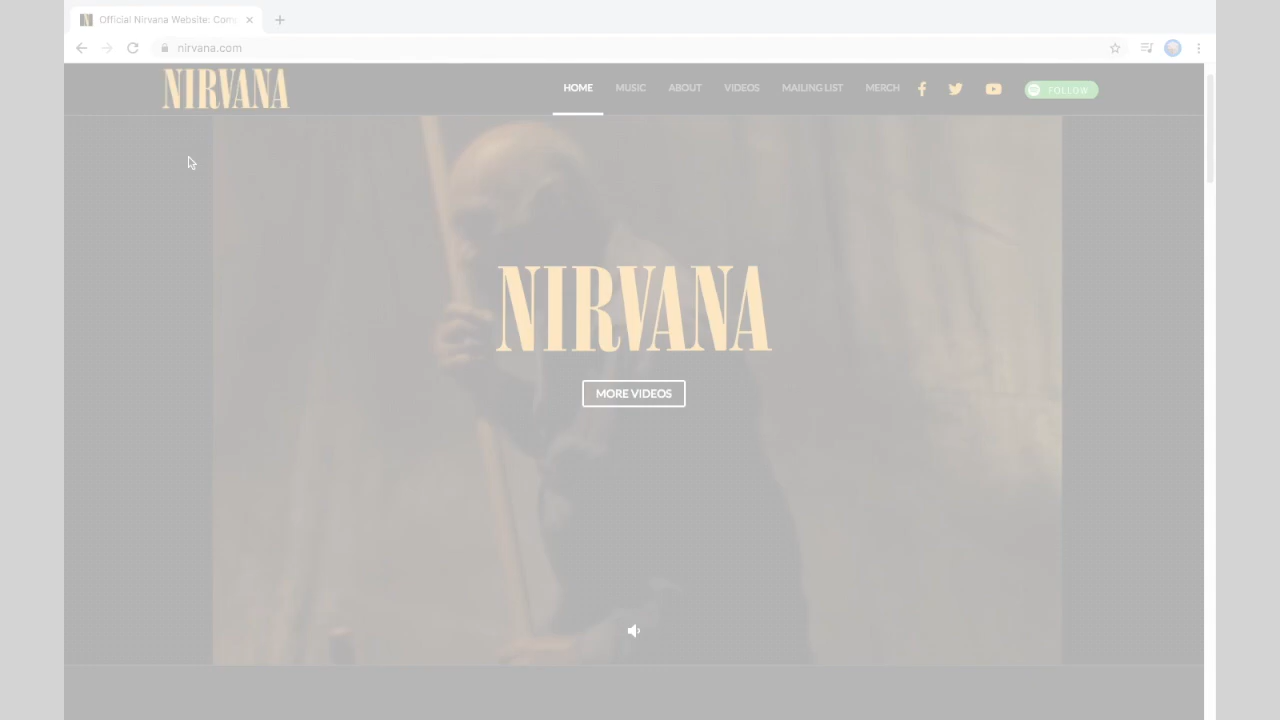 Official Nirvana Website: Com
nirvana.com
NIRVANA
HOME MUSIC ABOUT VIDEOS MAILING LIST MERCH FOLLOW
NIRVANA
MORE VIDEOS